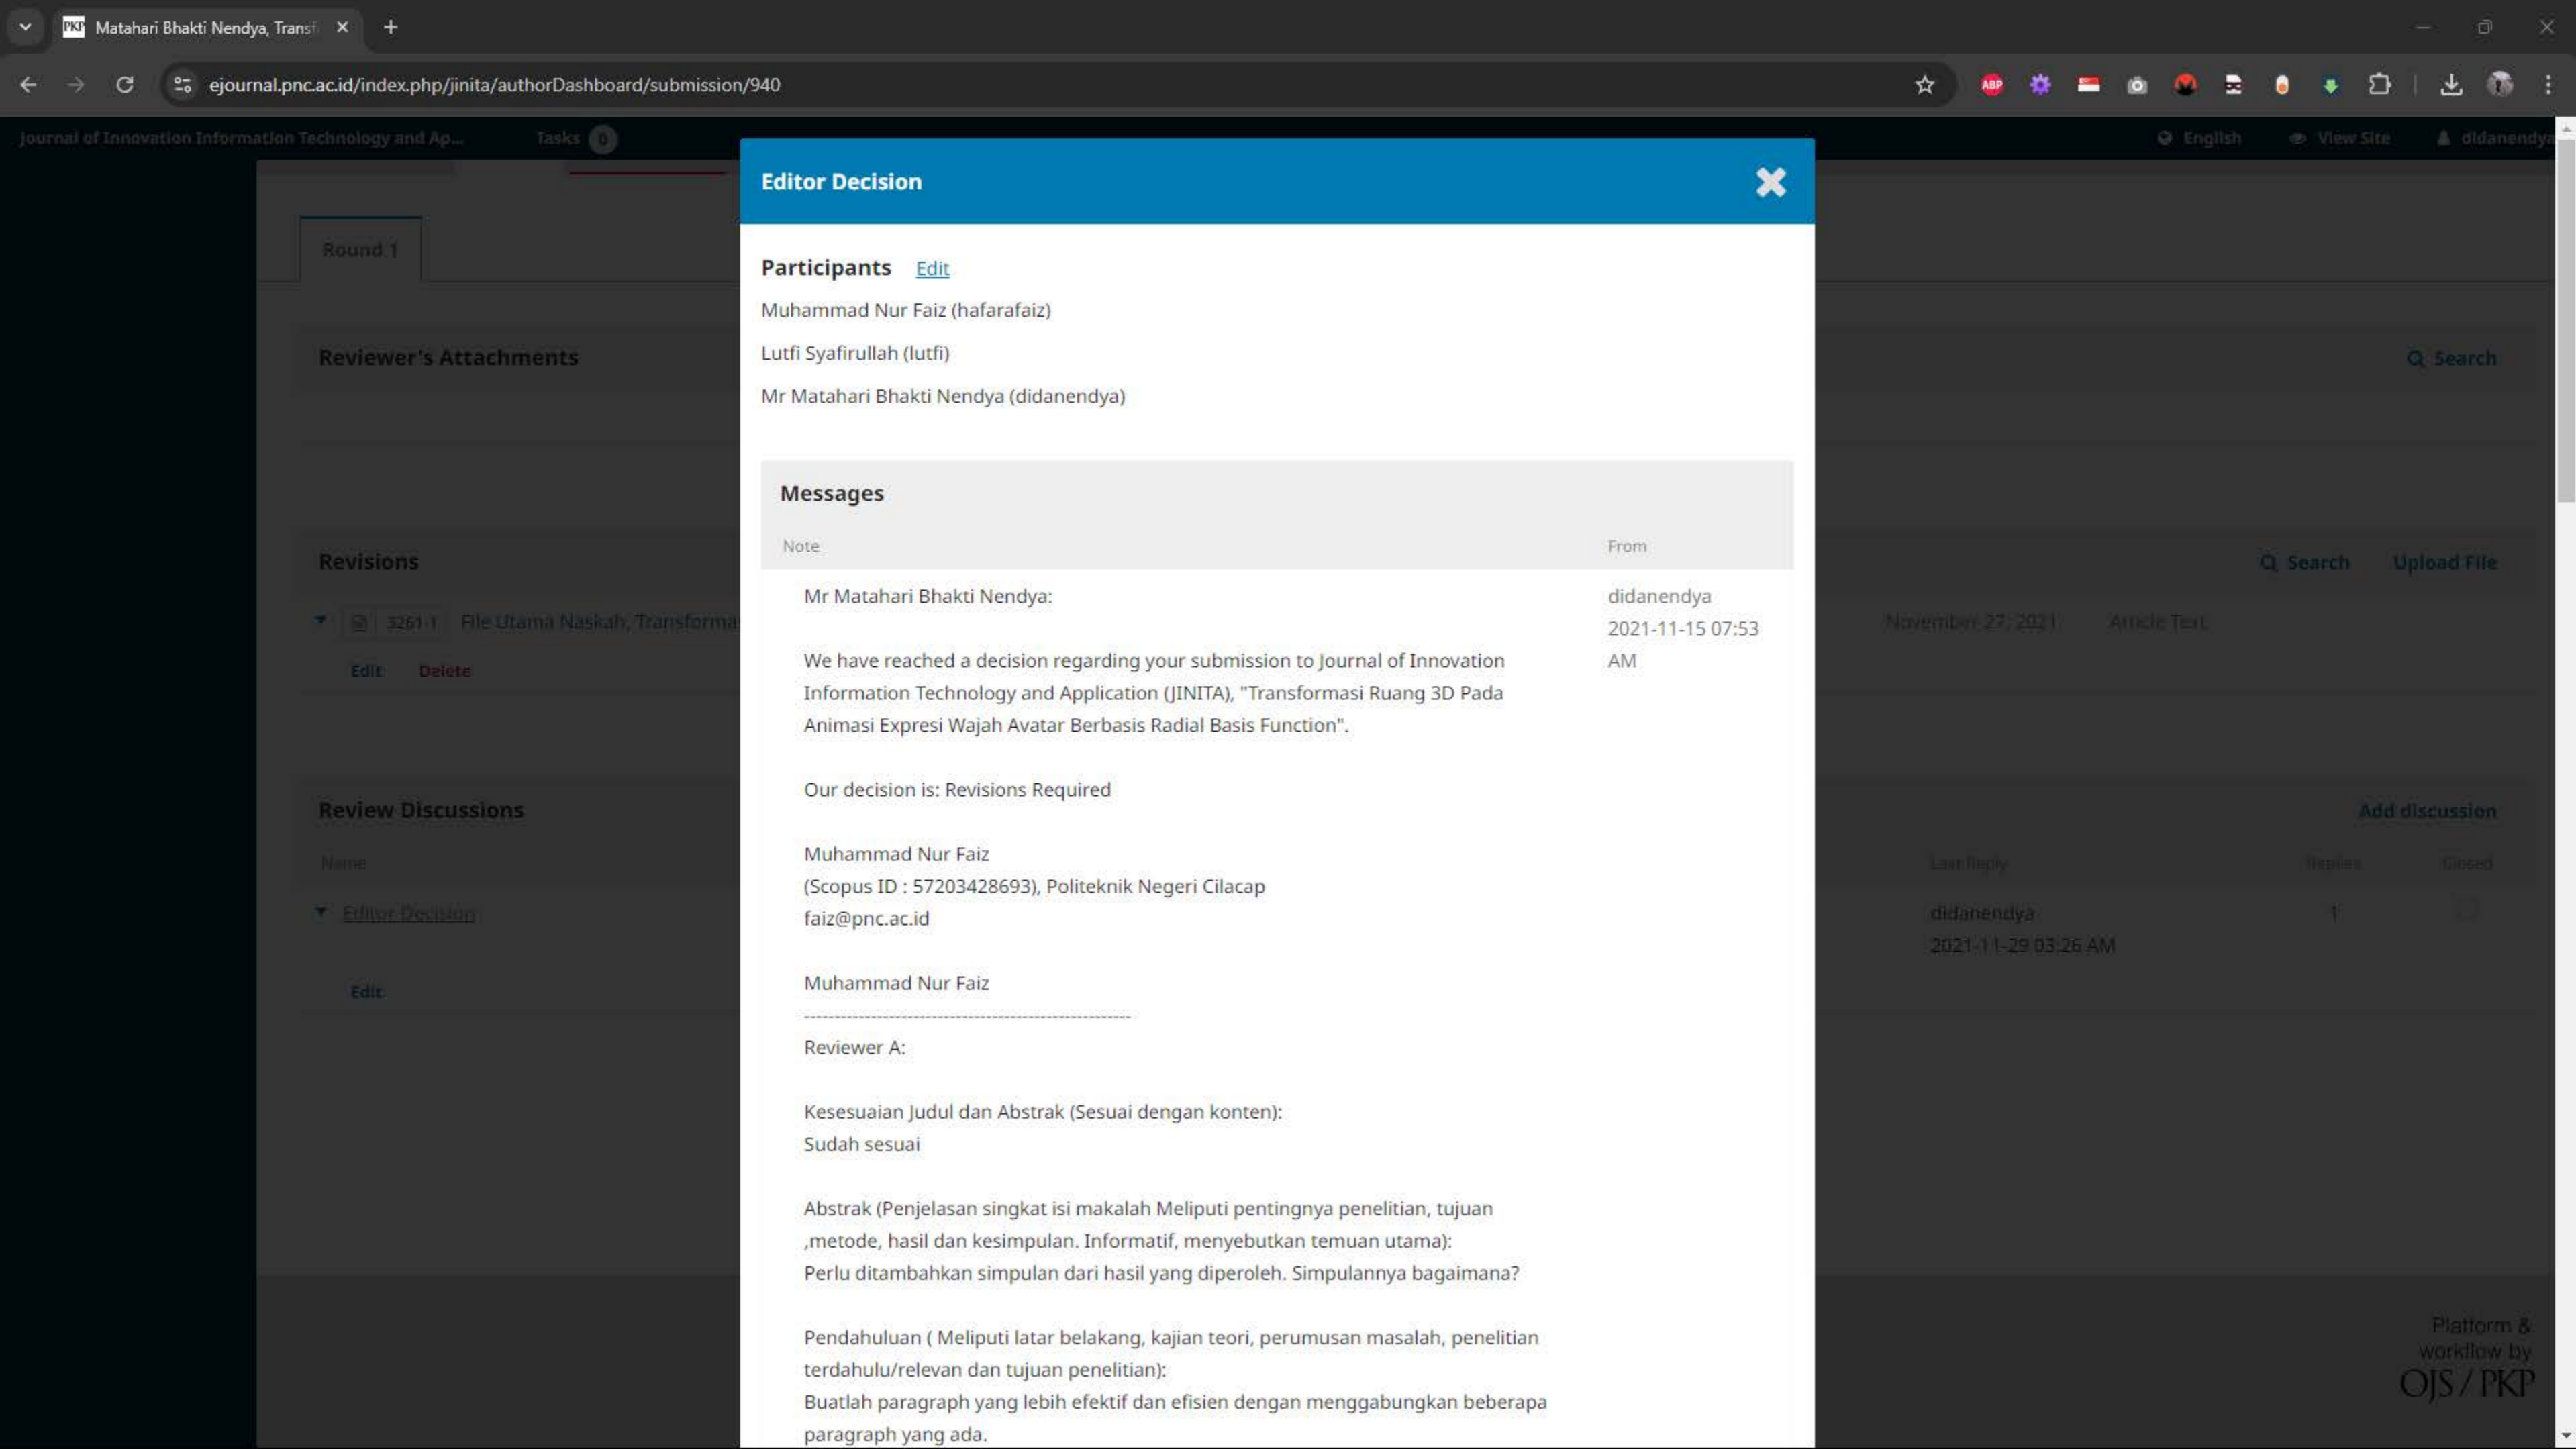 Matahari Bhakti Nendya, Transf
ejournal.pnc.ac.id/index.php/jinita/authorDashboard/submission/940
ABP
Journal of Innovation Information Technology and Ap...
Tasks 0
English
View Site
didanendya
Editor Decision
Round 1
Participants Edit
Muhammad Nur Faiz (hafarafaiz)
Lutfi Syafirullah (lutfi)
Mr Matahari Bhakti Nendya (didanendya)
Reviewer's Attachments
Search
Messages
Note
From
Revisions
Search
Upload File
3261-1 File Utama Naskah, Transforma
November 27, 2021
Article Text
Edit
Delete
Mr Matahari Bhakti Nendya:
didanendya
2021-11-15 07:53
AM
We have reached a decision regarding your submission to Journal of Innovation
Information Technology and Application (JINITA), "Transformasi Ruang 3D Pada
Animasi Expresi Wajah Avatar Berbasis Radial Basis Function".
Our decision is: Revisions Required
Muhammad Nur Faiz
(Scopus ID : 57203428693), Politeknik Negeri Cilacap
faiz@pnc.ac.id
Muhammad Nur Faiz
------------------------------------------------------
Reviewer A:
Kesesuaian Judul dan Abstrak (Sesuai dengan konten):
Sudah sesuai
Abstrak (Penjelasan singkat isi makalah Meliputi pentingnya penelitian, tujuan
,metode, hasil dan kesimpulan. Informatif, menyebutkan temuan utama):
Perlu ditambahkan simpulan dari hasil yang diperoleh. Simpulannya bagaimana?
Pendahuluan ( Meliputi latar belakang, kajian teori, perumusan masalah, penelitian
terdahulu/relevan dan tujuan penelitian):
Buatlah paragraph yang lebih efektif dan efisien dengan menggabungkan beberapa
paragraph yang ada.
Review Discussions
Add discussion
Name
Last Reply
Replies
Closed
Editor Decision
didanendya
2021-11-29 03:26 AM
1
Edit
Platform &
workflow by
OJS / PKP